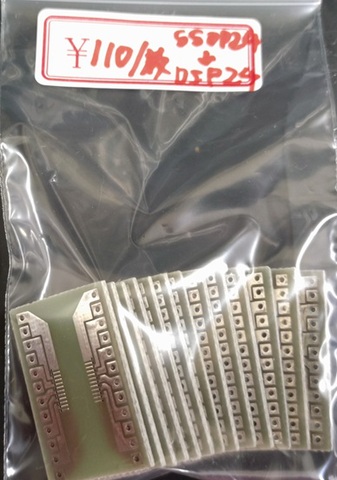 ¥110/枚
SSOP24
↓
DIP24